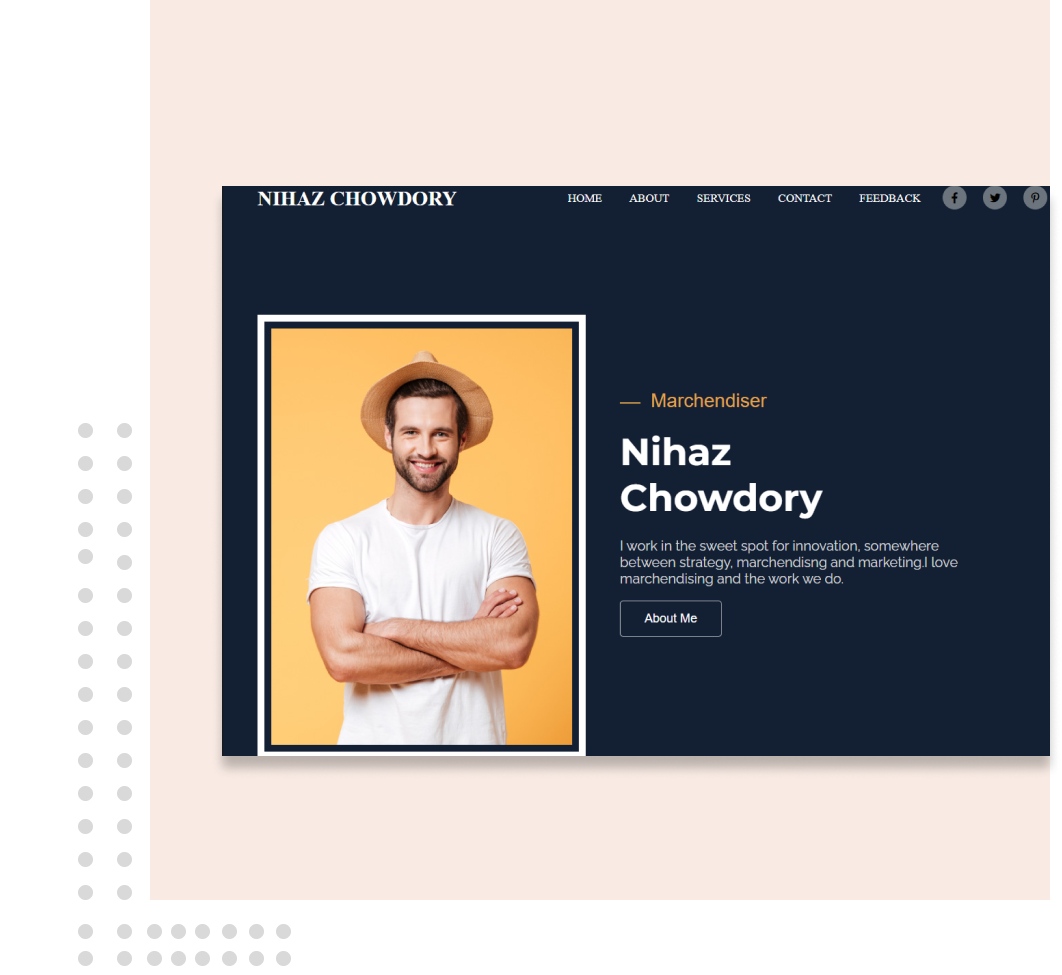 NIHAZ CHOWDORY
HOME ABOUT SERVICES CONTACT FEEDBACK
Marchendiser
Nihaz
Chowdory
I work in the sweet spot for innovation, somewhere
between strategy, marchendisng and marketing.I love
marchendising and the work we do.
About Me